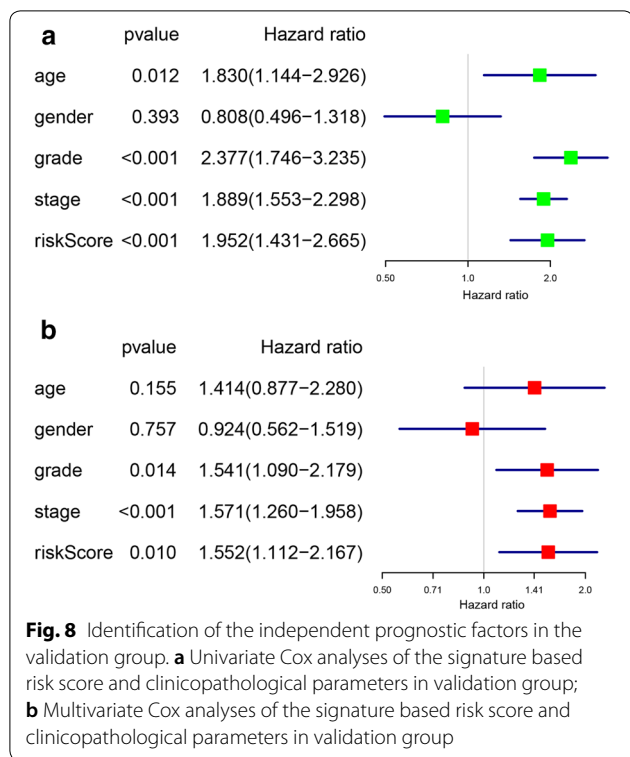 a
pvalue Hazard ratio
age 0.012 1.830(1.144−2.926)
gender 0.393 0.808(0.496−1.318)
grade <0.001 2.377(1.746−3.235)
stage <0.001 1.889(1.553−2.298)
riskScore <0.001 1.952(1.431−2.665)
0.50 1.0 2.0
Hazard ratio
b
pvalue Hazard ratio
age 0.155 1.414(0.877−2.280)
gender 0.757 0.924(0.562−1.519)
grade 0.014 1.541(1.090−2.179)
stage <0.001 1.571(1.260−1.958)
riskScore 0.010 1.552(1.112−2.167)
0.50 0.71 1.0 1.41 2.0
Hazard ratio
Fig. 8 Identification of the independent prognostic factors in the
validation group. a Univariate Cox analyses of the signature based
risk score and clinicopathological parameters in validation group;
b Multivariate Cox analyses of the signature based risk score and
clinicopathological parameters in validation group